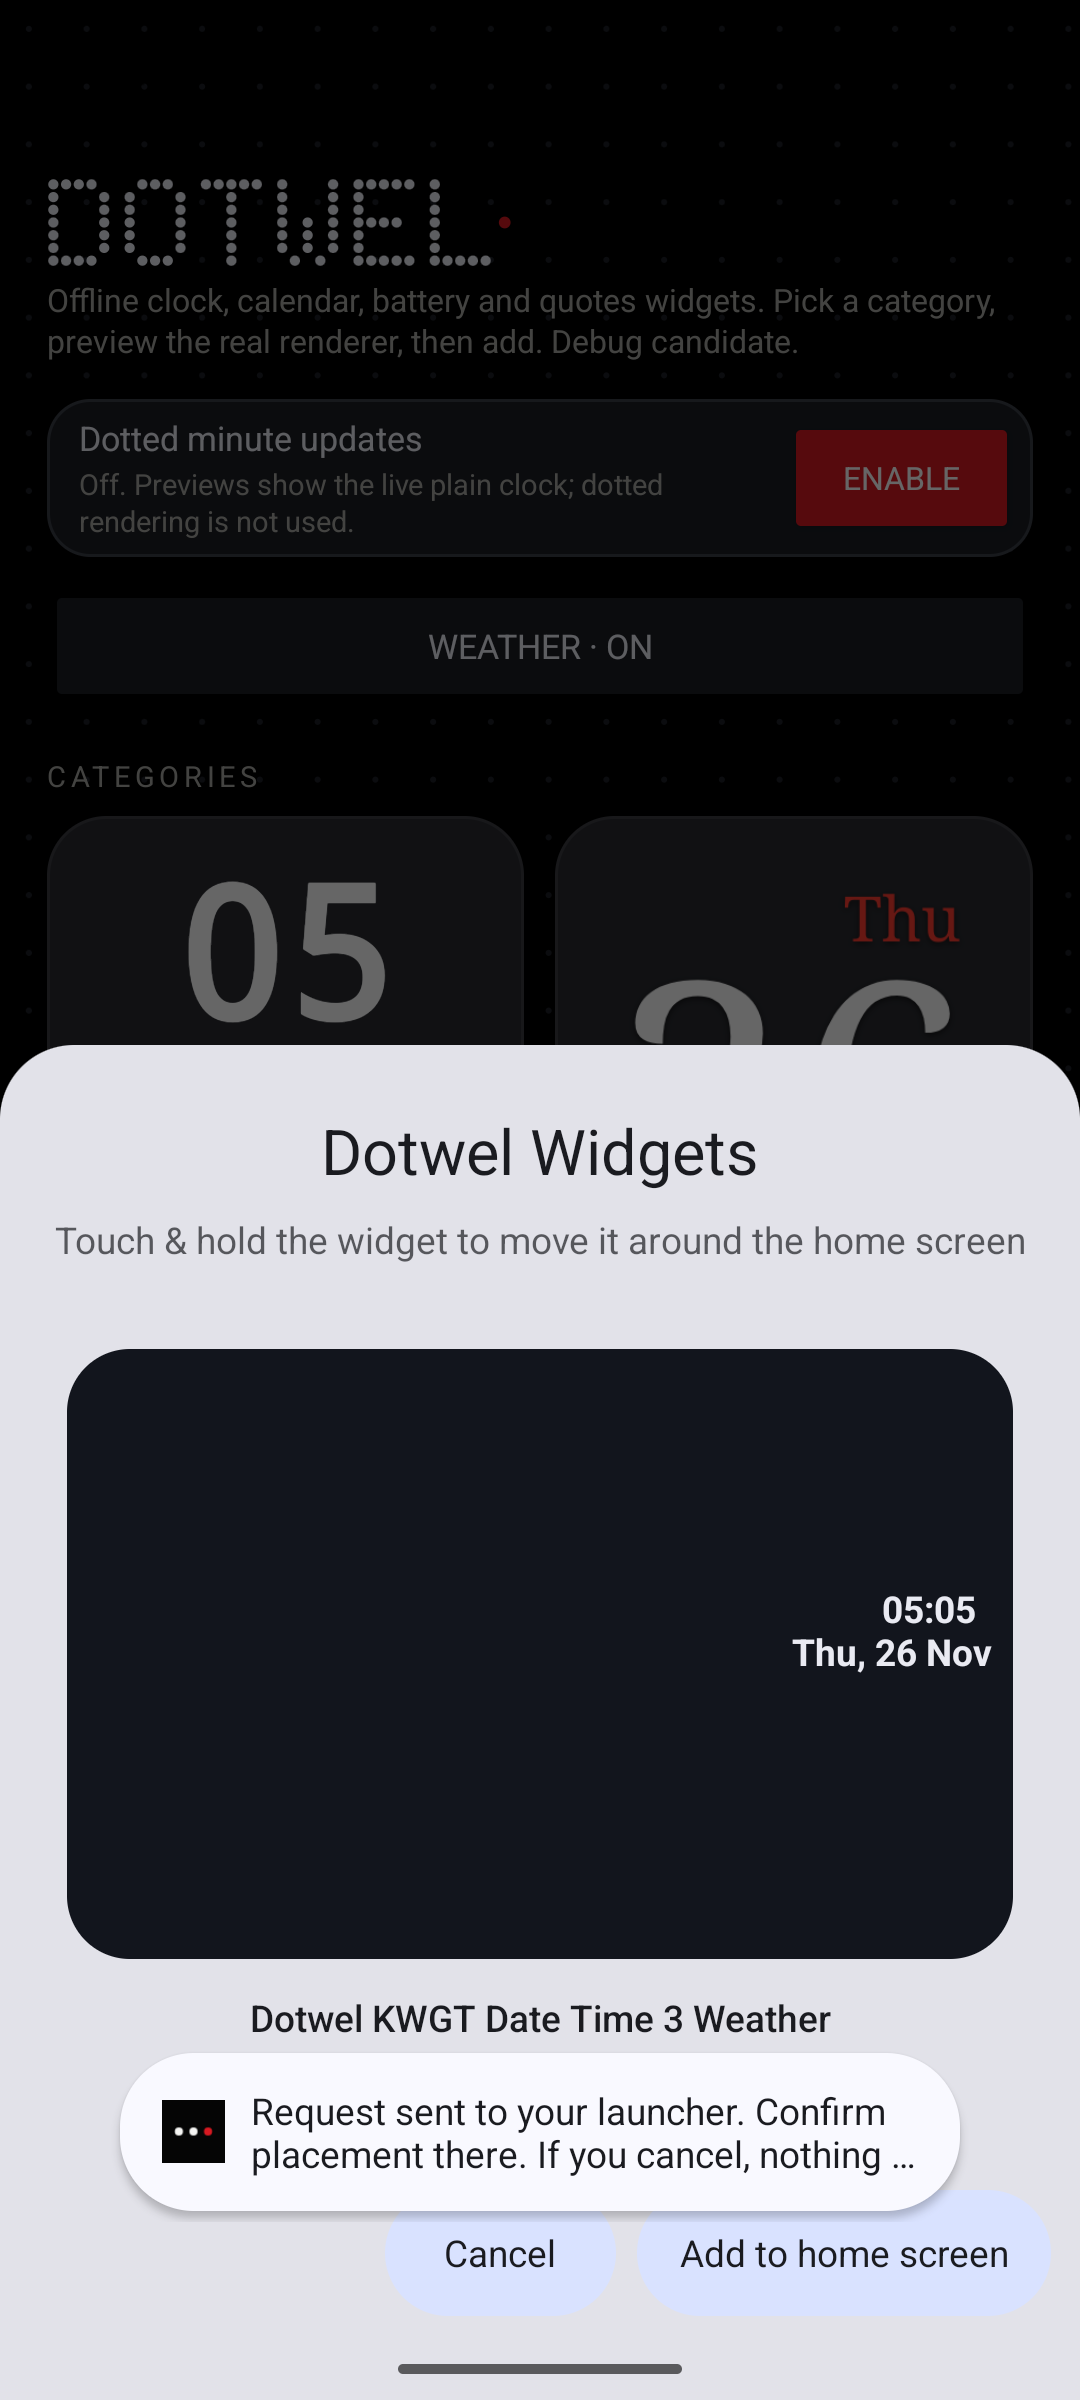 DOTWEL
Offline clock, calendar, battery and quotes widgets. Pick a category,
preview the real renderer, then add. Debug candidate.
Dotted minute updates
Off. Previews show the live plain clock; dotted
rendering is not used.
ENABLE
WEATHER · ON
CATEGORIES
05
Thu
Dotwel Widgets
Touch & hold the widget to move it around the home screen
05:05
Thu, 26 Nov
Dotwel KWGT Date Time 3 Weather
Request sent to your launcher. Confirm
placement there. If you cancel, nothing ...
Cancel
Add to home screen